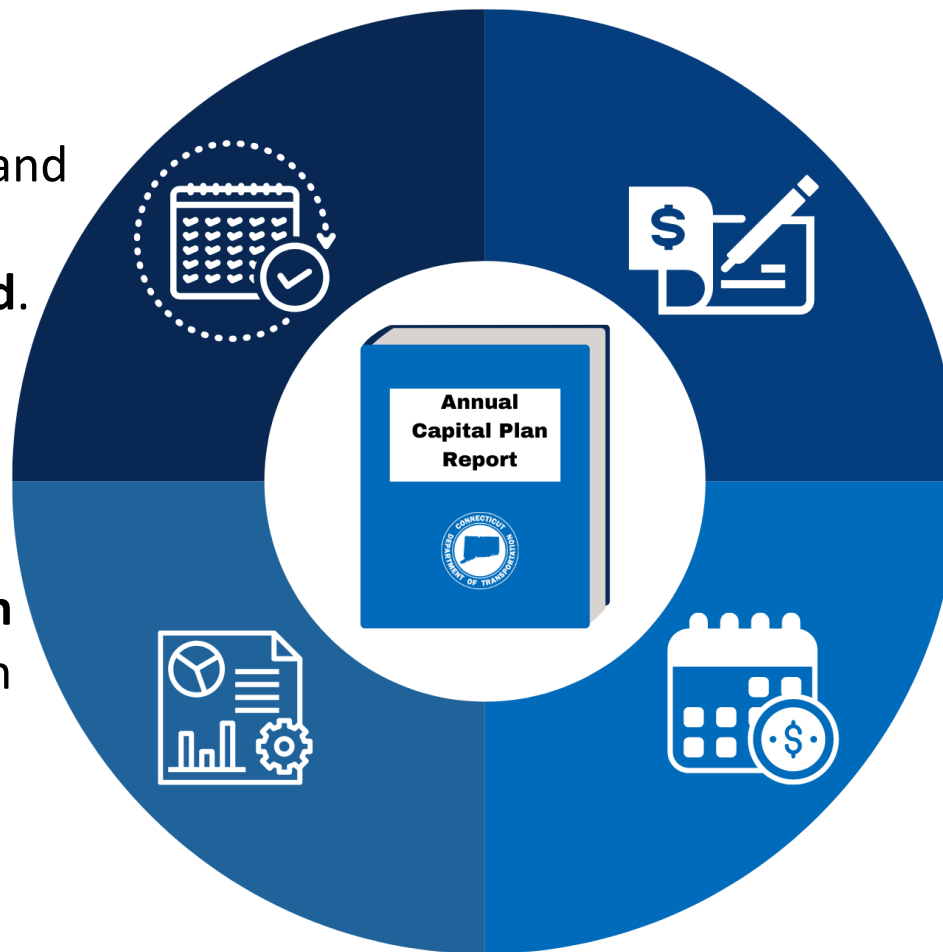 and
d.
n
n
Annual
Capital Plan
Report
CONNECTICUT
DEPARTMENT OF TRANSPORTATION
$
$